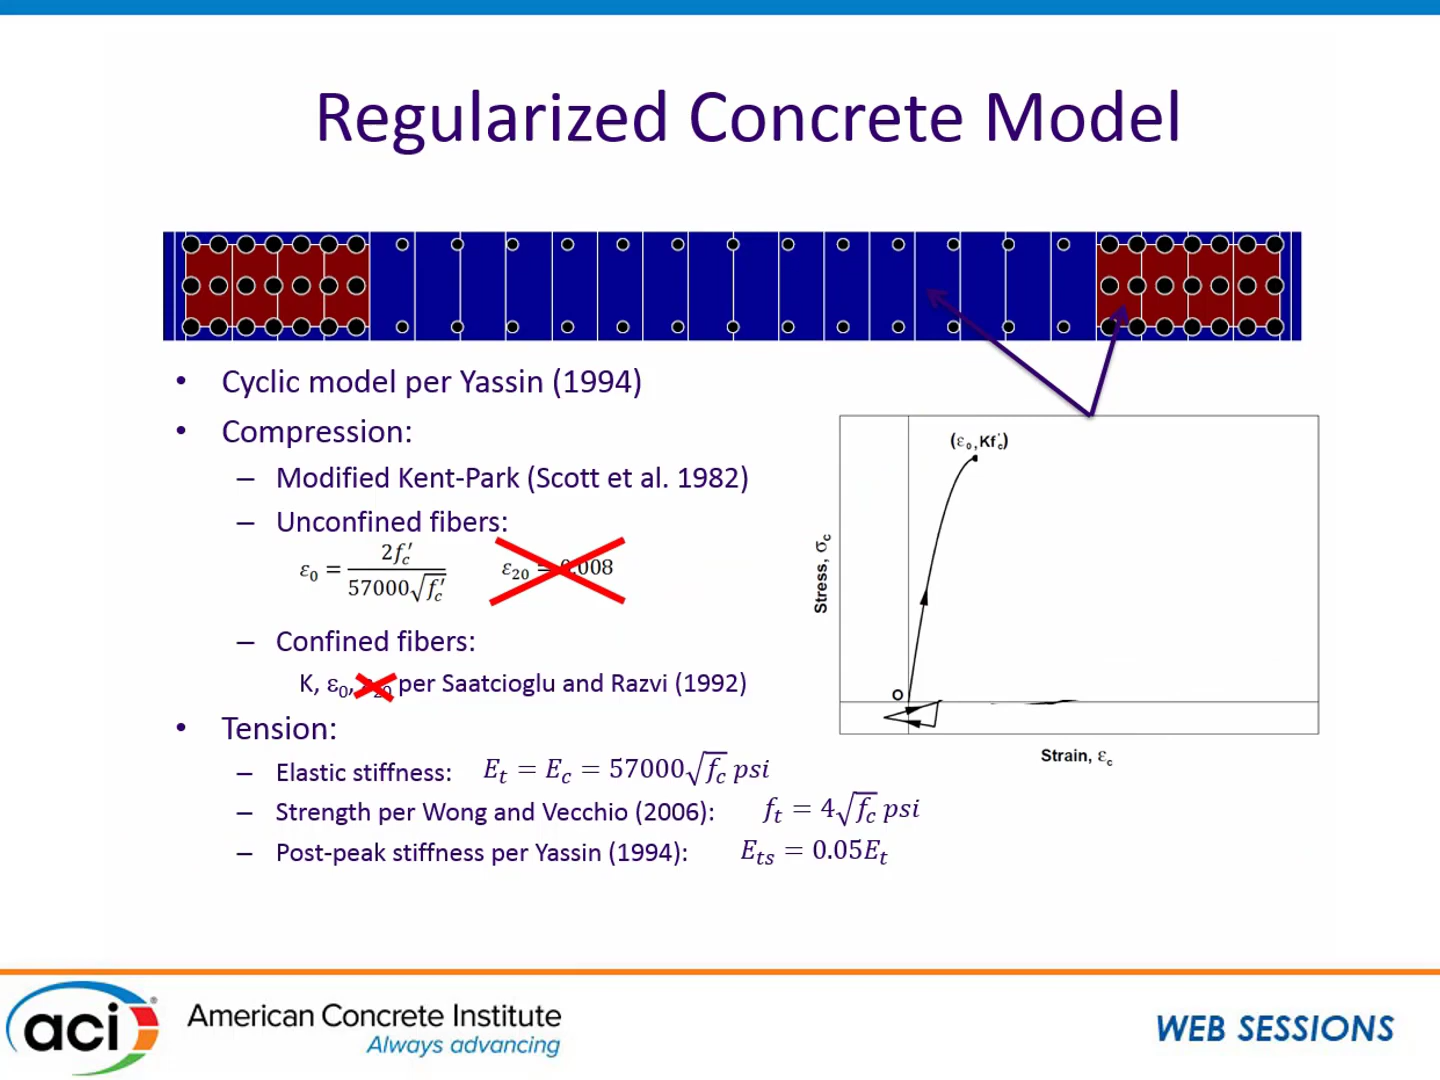 Regularized Concrete Model
• Cyclic model per Yassin (1994)
• Compression:
– Modified Kent-Park (Scott et al. 1982)
– Unconfined fibers:
ε₀ = 2f′c / 57000√f′c    ε₂₀ = 0.008
– Confined fibers:
K, ε₀, ε₂₀ per Saatcioglu and Razvi (1992)
• Tension:
– Elastic stiffness: Et = Ec = 57000√fc psi
– Strength per Wong and Vecchio (2006): ft = 4√fc psi
– Post-peak stiffness per Yassin (1994): Ets = 0.05Et
(ε₀,Kf′c)
Stress, σc
O
Strain, εc
aci
®
American Concrete Institute
Always advancing
WEB SESSIONS